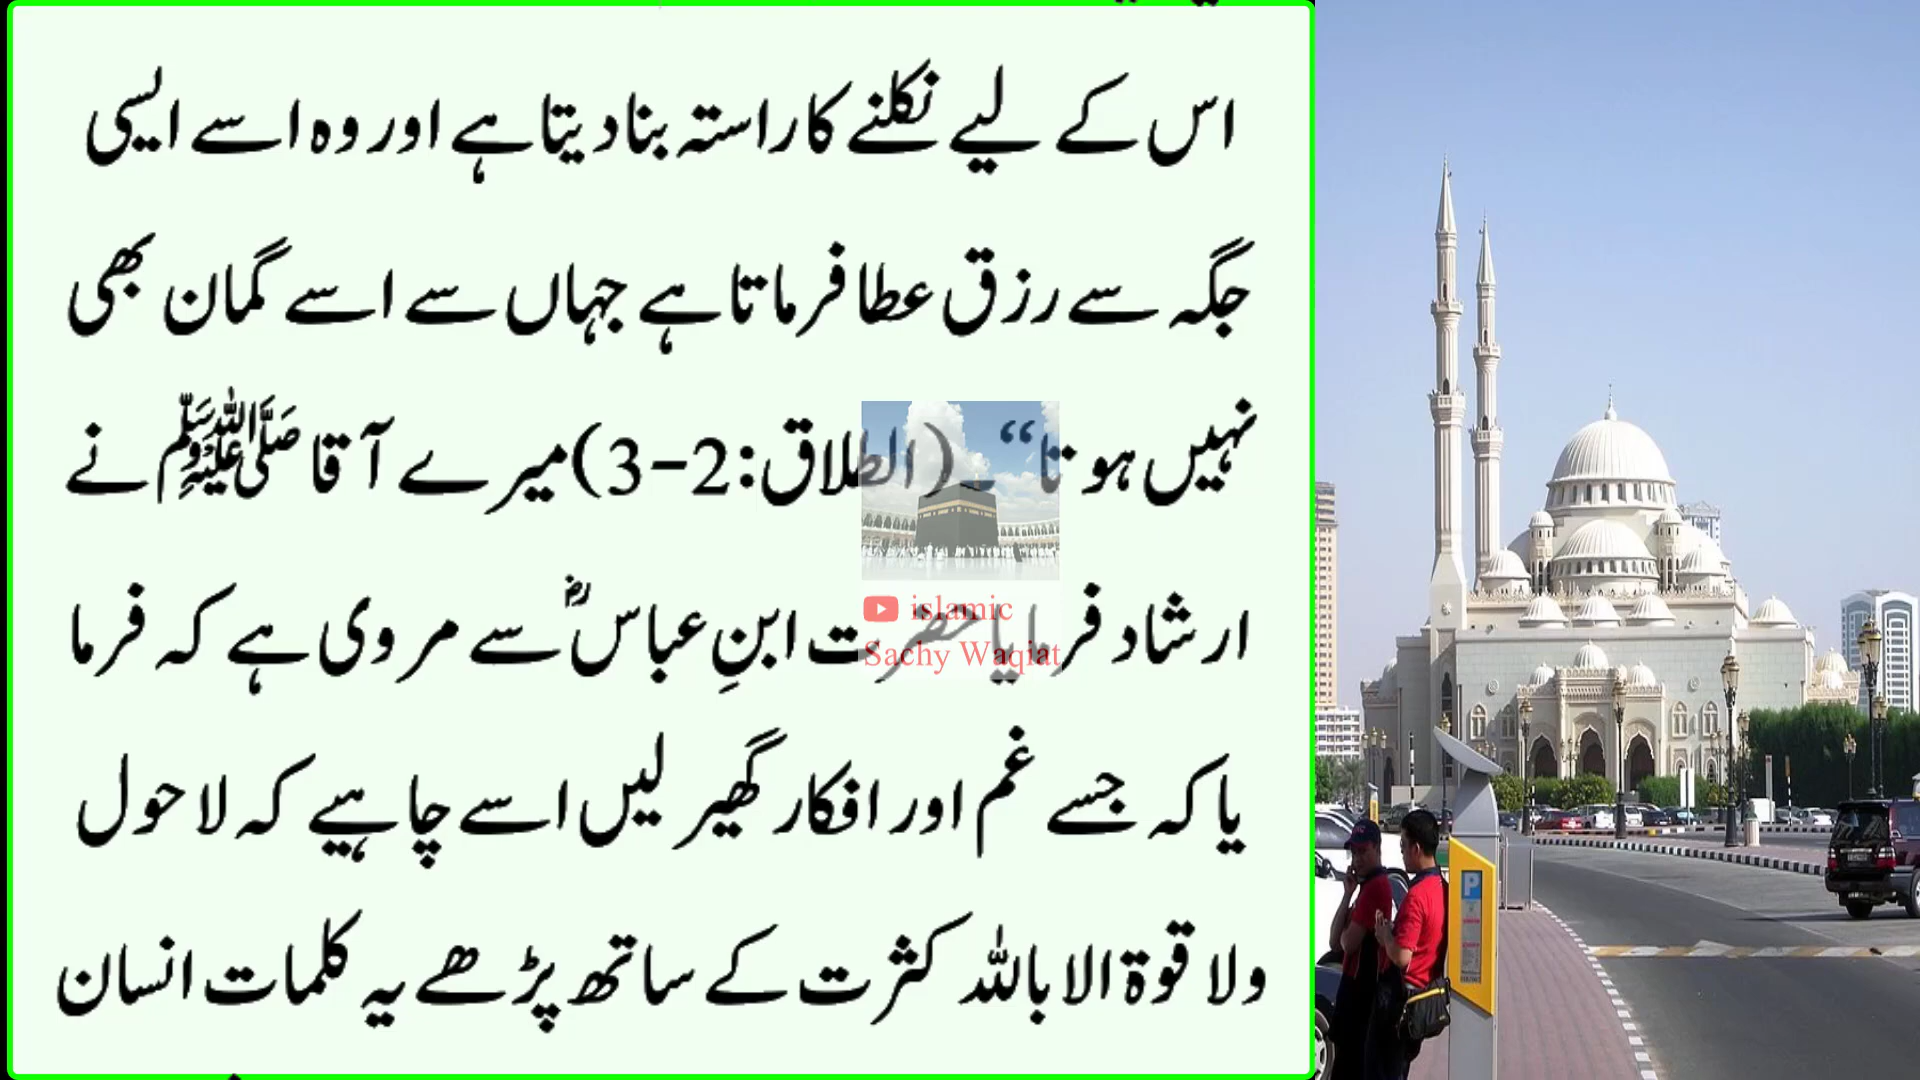 اس کے لیے نکلنے کا راستہ بنا دیتا ہے اور وہ اسے ایسی
جگہ سے رزق عطا فرماتا ہے جہاں سے اسے گمان بھی
نہیں ہوتا“ ۔ (الطلاق:2-3)میرے آقا ﷺ نے
ارشاد فرمایا حضرت ابنِ عباسؓ سے مروی ہے کہ فرما
یا کہ جسے غم اور افکار گھیر لیں اسے چاہیے کہ لا حول
ولا قوۃ الا باللہ کثرت کے ساتھ پڑھے یہ کلمات انسان
islamic
Sachy Waqiat
P